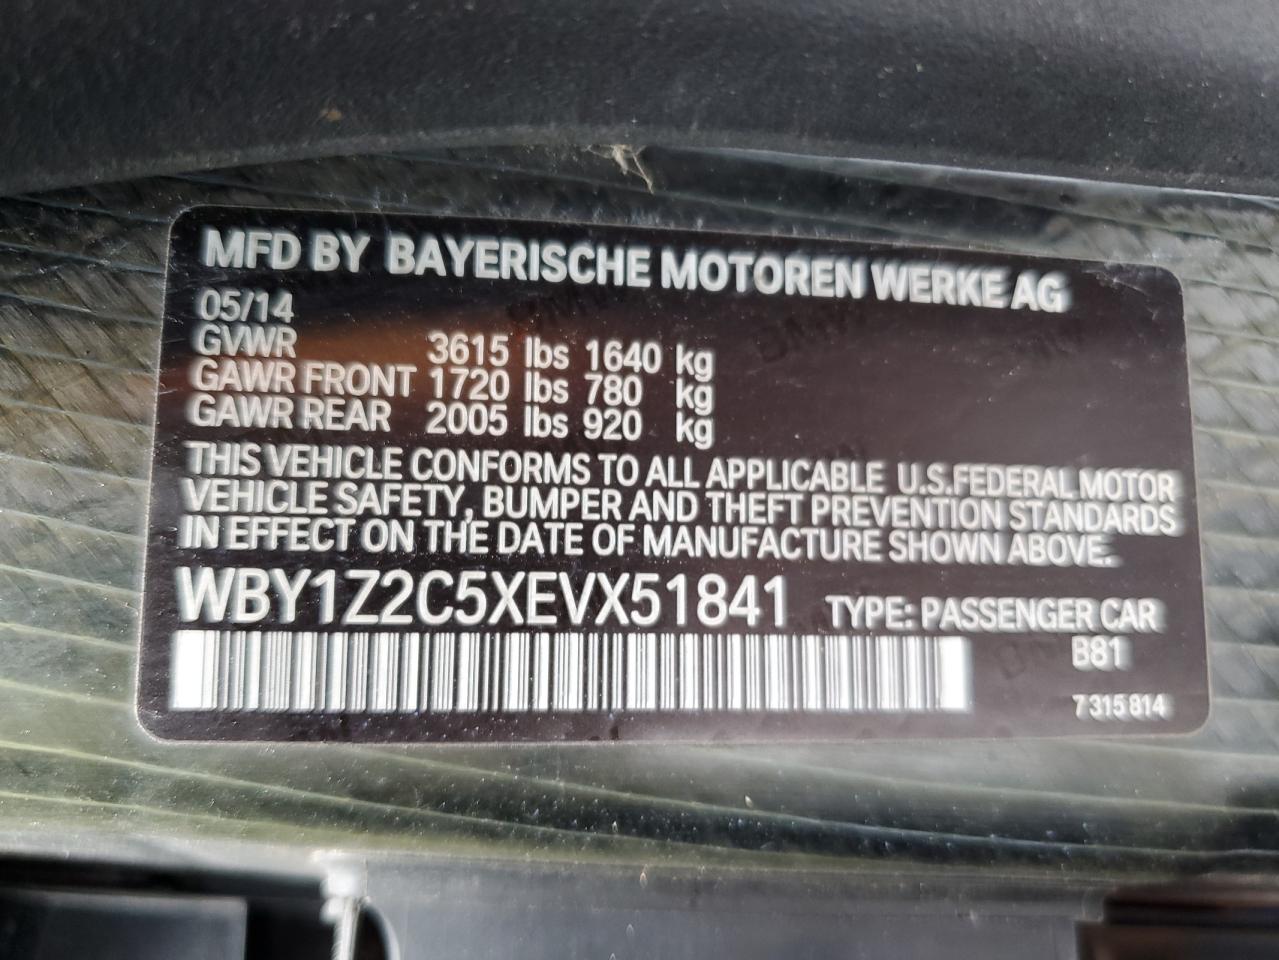 MFD BY BAYERISCHE MOTOREN WERKE AG
05/14
GVWR 3615 lbs 1640 kg
GAWR FRONT 1720 lbs 780 kg
GAWR REAR 2005 lbs 920 kg
THIS VEHICLE CONFORMS TO ALL APPLICABLE U.S.FEDERAL MOTOR
VEHICLE SAFETY, BUMPER AND THEFT PREVENTION STANDARDS
IN EFFECT ON THE DATE OF MANUFACTURE SHOWN ABOVE.
WBY1Z2C5XEVX51841 TYPE: PASSENGER CAR
B81
7 315 814